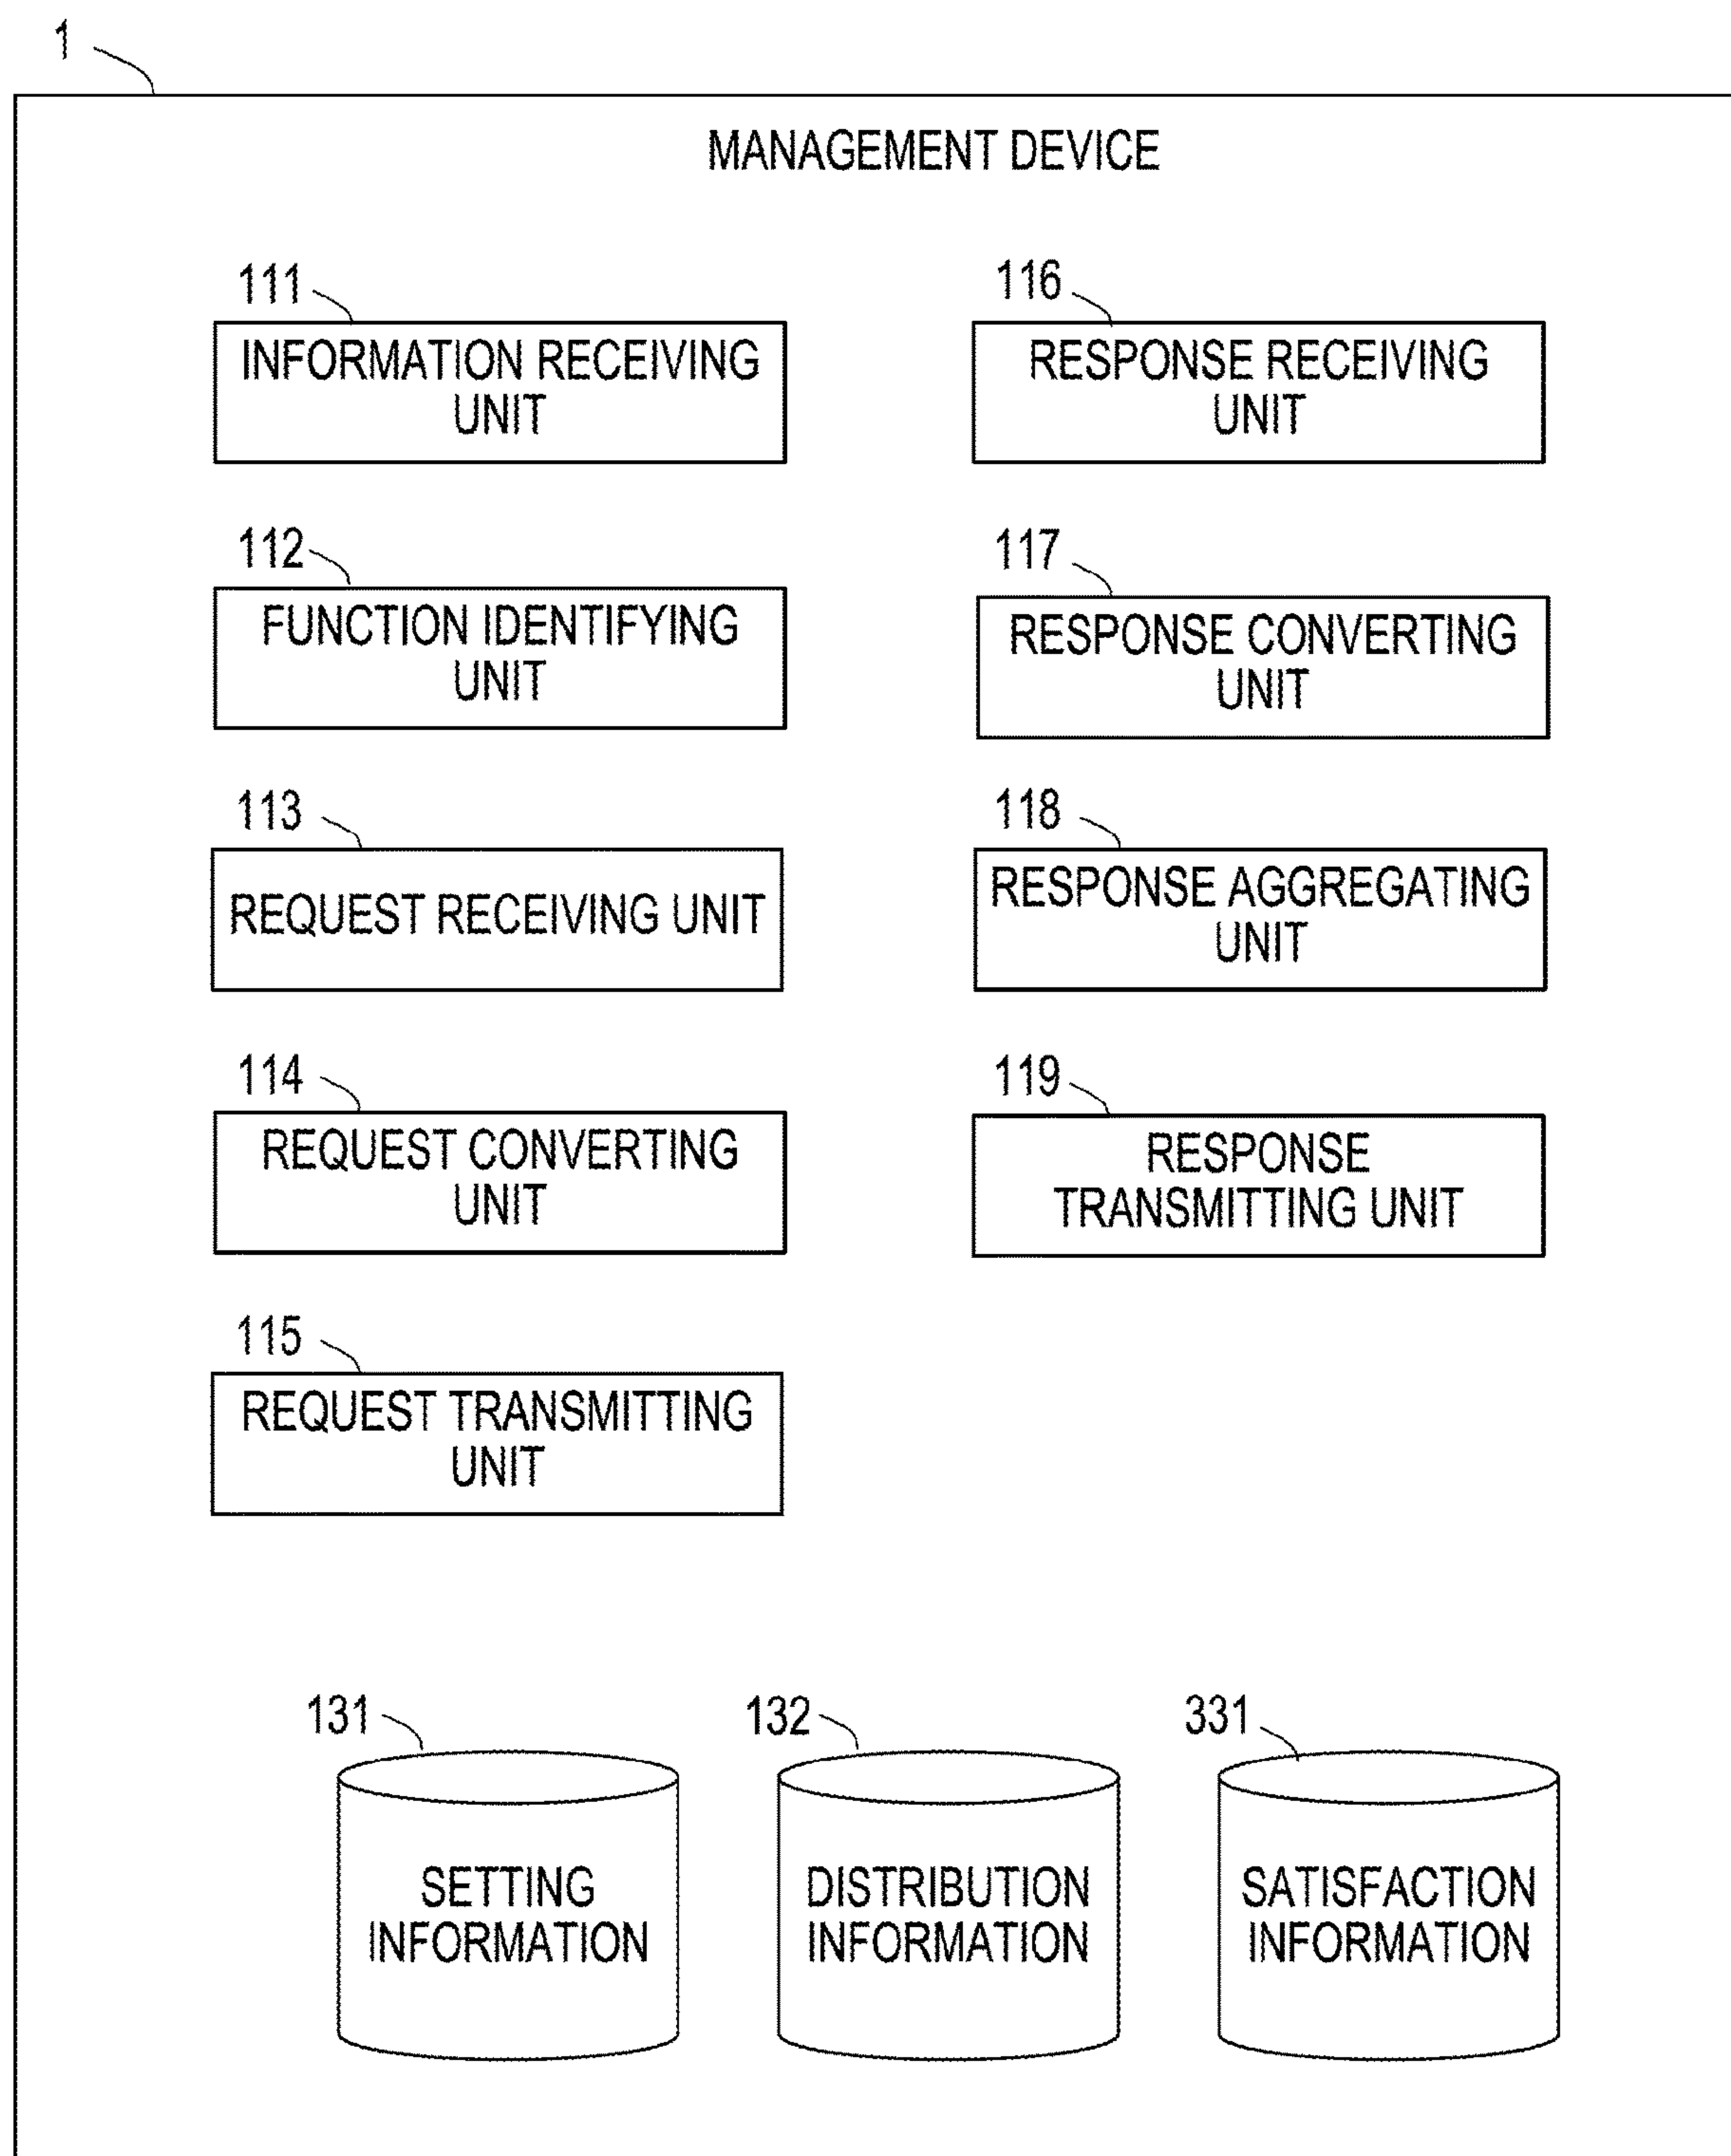 1
MANAGEMENT DEVICE
111
INFORMATION RECEIVING
UNIT
112
FUNCTION IDENTIFYING
UNIT
113
REQUEST RECEIVING UNIT
114
REQUEST CONVERTING
UNIT
115
REQUEST TRANSMITTING
UNIT
116
RESPONSE RECEIVING
UNIT
117
RESPONSE CONVERTING
UNIT
118
RESPONSE AGGREGATING
UNIT
119
RESPONSE
TRANSMITTING UNIT
131
SETTING
INFORMATION
132
DISTRIBUTION
INFORMATION
331
SATISFACTION
INFORMATION